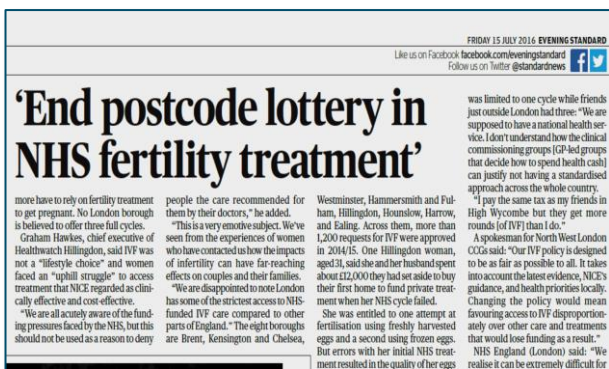 FRIDAY 15 JULY 2016 EVENING STANDARD
Like us on Facebook facebook.com/eveningstandard
Follow us on Twitter @standardnews
‘End postcode lottery in
NHS fertility treatment’
more have to rely on fertility treatment
to get pregnant. No London borough
is believed to offer three full cycles.
Graham Hawkes, chief executive of
Healthwatch Hillingdon, said IVF was
not a “lifestyle choice” and women
faced an “uphill struggle” to access
treatment that NICE regarded as clini-
cally effective and cost-effective.
“We are all acutely aware of the fund-
ing pressures faced by the NHS, but this
should not be used as a reason to deny
people the care recommended for
them by their doctors,” he added.
“This is a very emotive subject. We’ve
seen from the experiences of women
who have contacted us how the impacts
of infertility can have far-reaching
effects on couples and their families.
“We are disappointed to note London
has some of the strictest access to NHS-
funded IVF care compared to other
parts of England.” The eight boroughs
are Brent, Kensington and Chelsea,
Westminster, Hammersmith and Ful-
ham, Hillingdon, Hounslow, Harrow,
and Ealing. Across them, more than
1,200 requests for IVF were approved
in 2014/15. One Hillingdon woman,
aged 31, said she and her husband spent
about £12,000 they had set aside to buy
their first home to fund private treat-
ment when her NHS cycle failed.
She was entitled to one attempt at
fertilisation using freshly harvested
eggs and a second using frozen eggs.
But errors with her initial NHS treat-
ment resulted in the quality of her eggs
was limited to one cycle while friends
just outside London had three: “We are
supposed to have a national health ser-
vice. I don’t understand how the clinical
commissioning groups [GP-led groups
that decide how to spend health cash]
can justify not having a standardised
approach across the whole country.
“I pay the same tax as my friends in
High Wycombe but they get more
rounds [of IVF] than I do.”
A spokesman for North West London
CCGs said: “Our IVF policy is designed
to be as fair as possible to all. It takes
into account the latest evidence, NICE’s
guidance, and health priorities locally.
Changing the policy would mean
favouring access to IVF disproportion-
ately over other care and treatments
that would lose funding as a result.”
NHS England (London) said: “We
realise it can be extremely difficult for